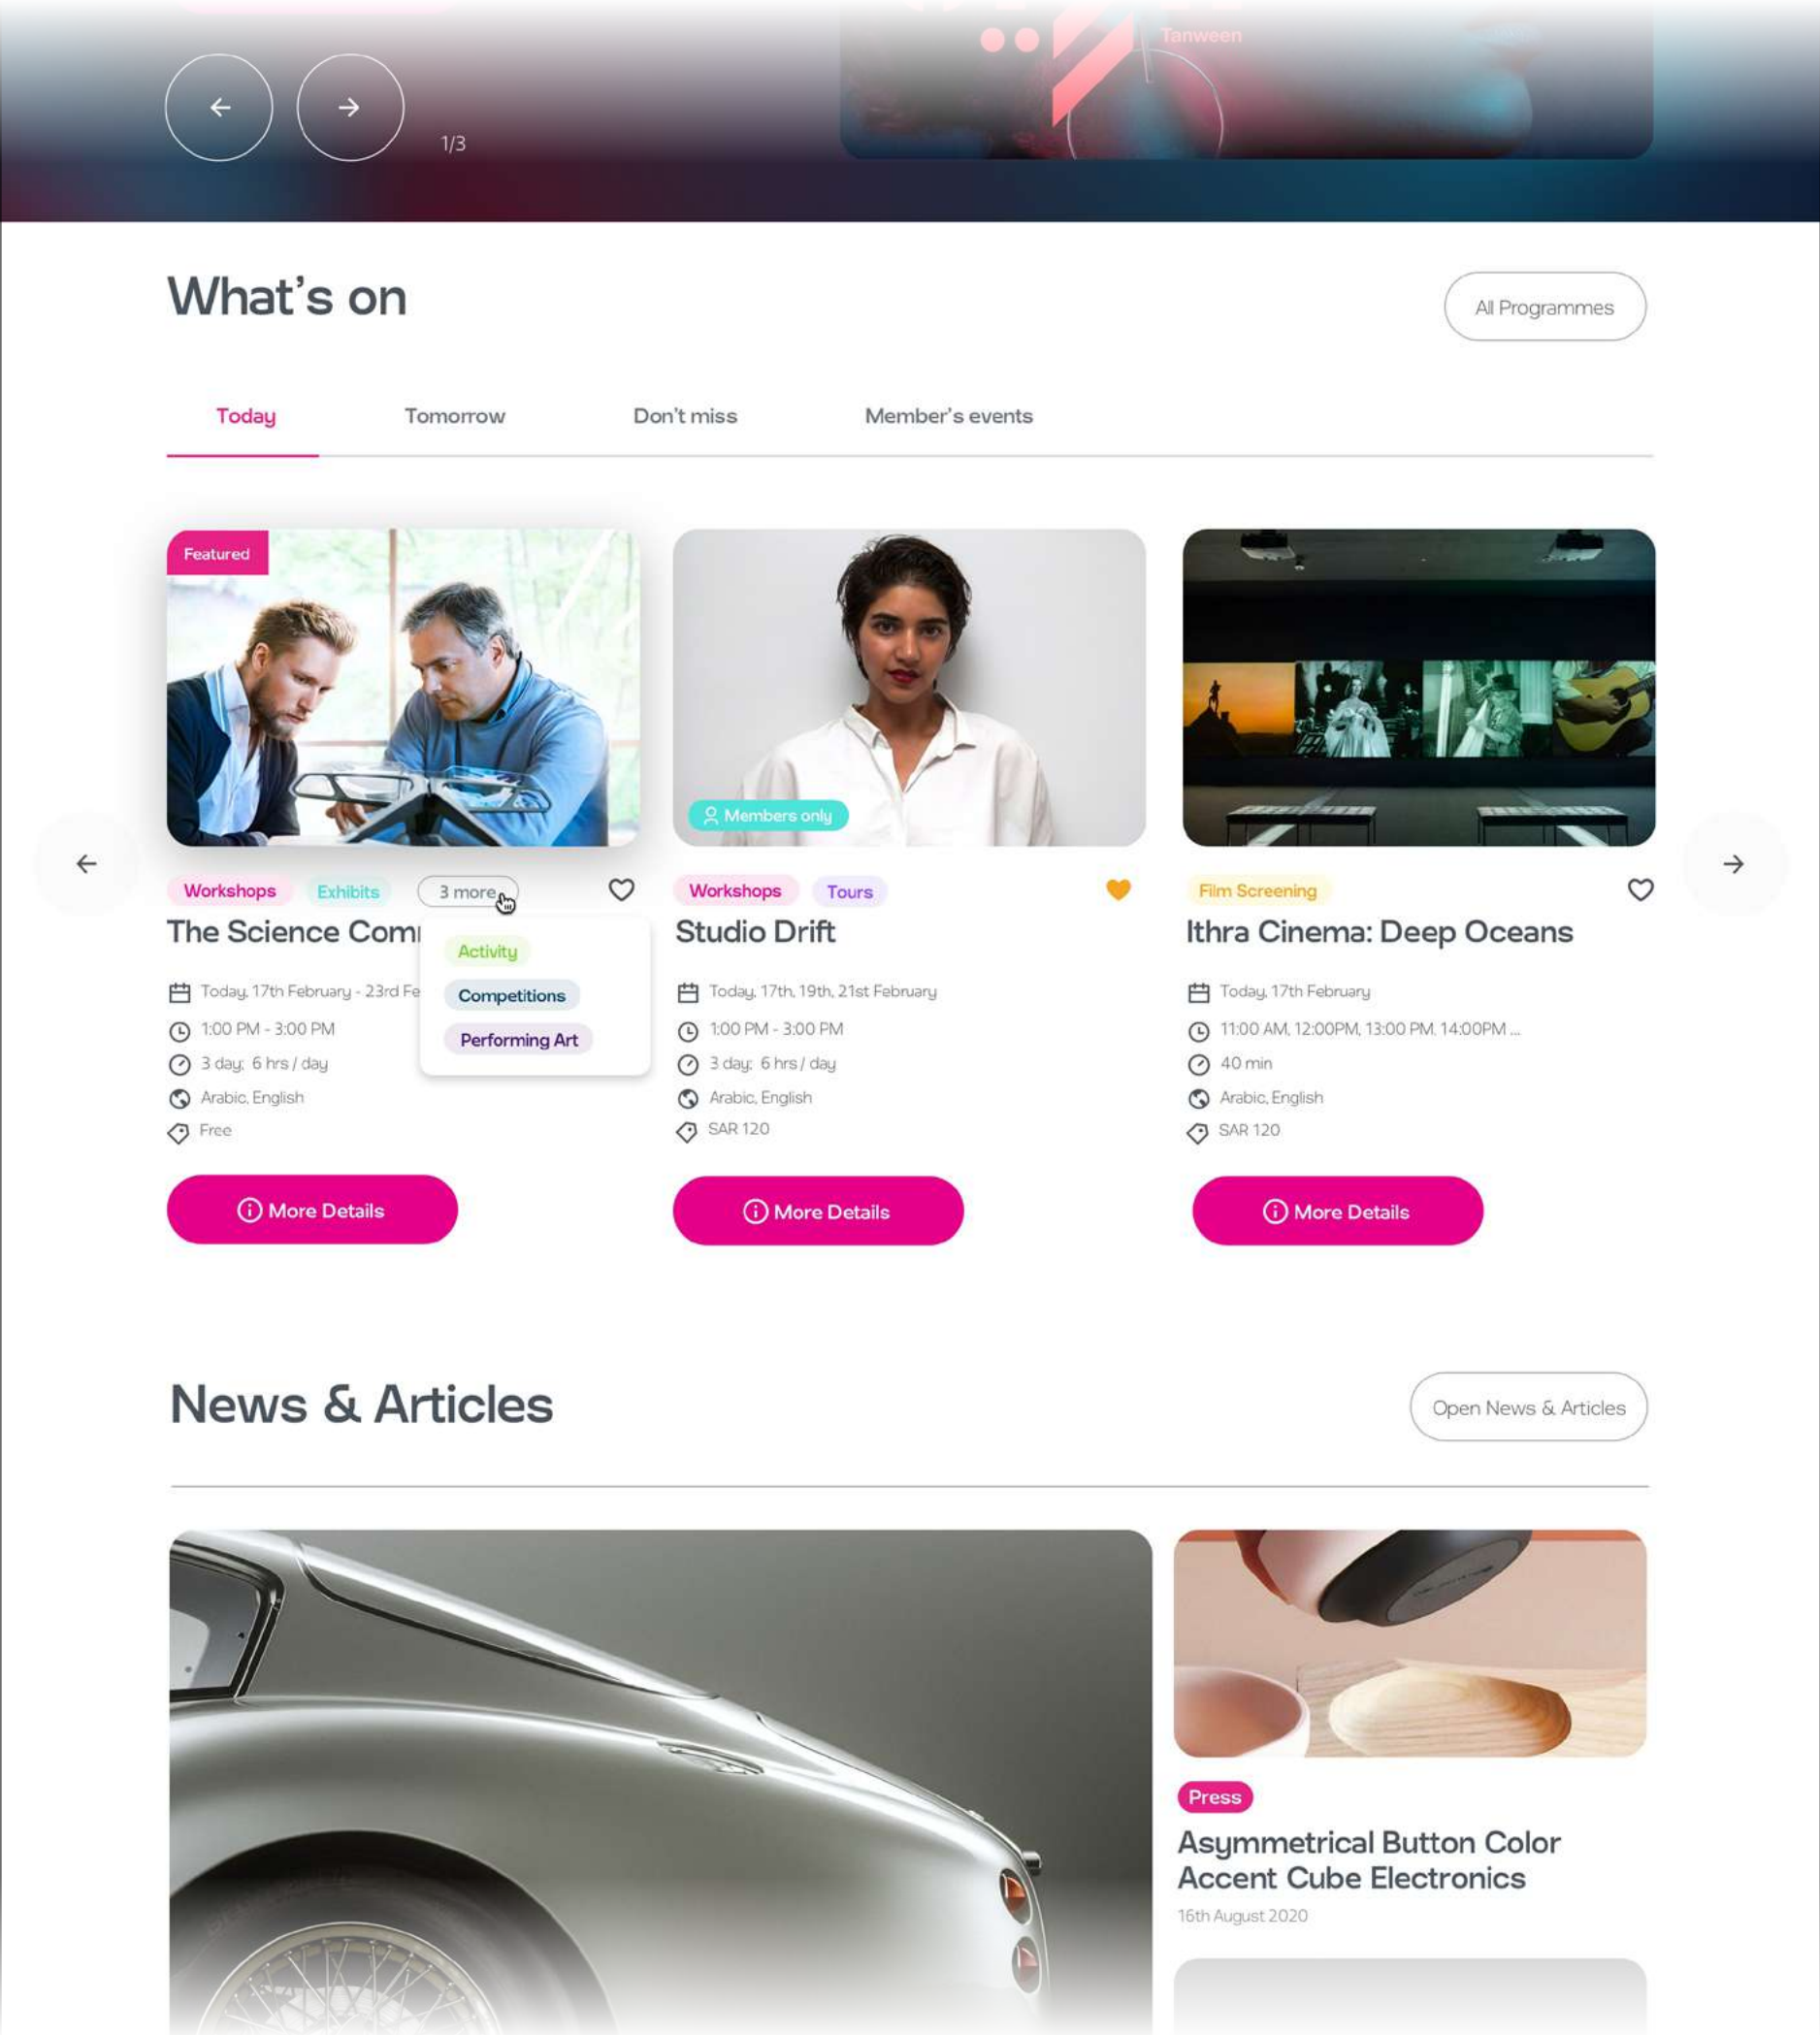 Tanween
1/3
What's on
All Programmes
Today
Tomorrow
Don't miss
Member's events
Featured
Workshops
Exhibits
3 more
The Science Com
Activity
Competitions
Performing Art
Today, 17th February - 23rd Fe
1:00 PM - 3:00 PM
3 day; 6 hrs / day
Arabic, English
Free
More Details
Members only
Workshops
Tours
Studio Drift
Today, 17th, 19th, 21st February
1:00 PM - 3:00 PM
3 day; 6 hrs / day
Arabic, English
SAR 120
More Details
Film Screening
Ithra Cinema: Deep Oceans
Today, 17th February
11:00 AM, 12:00PM, 13:00 PM, 14:00PM ...
40 min
Arabic, English
SAR 120
More Details
News & Articles
Open News & Articles
Press
Asymmetrical Button Color
Accent Cube Electronics
16th August 2020